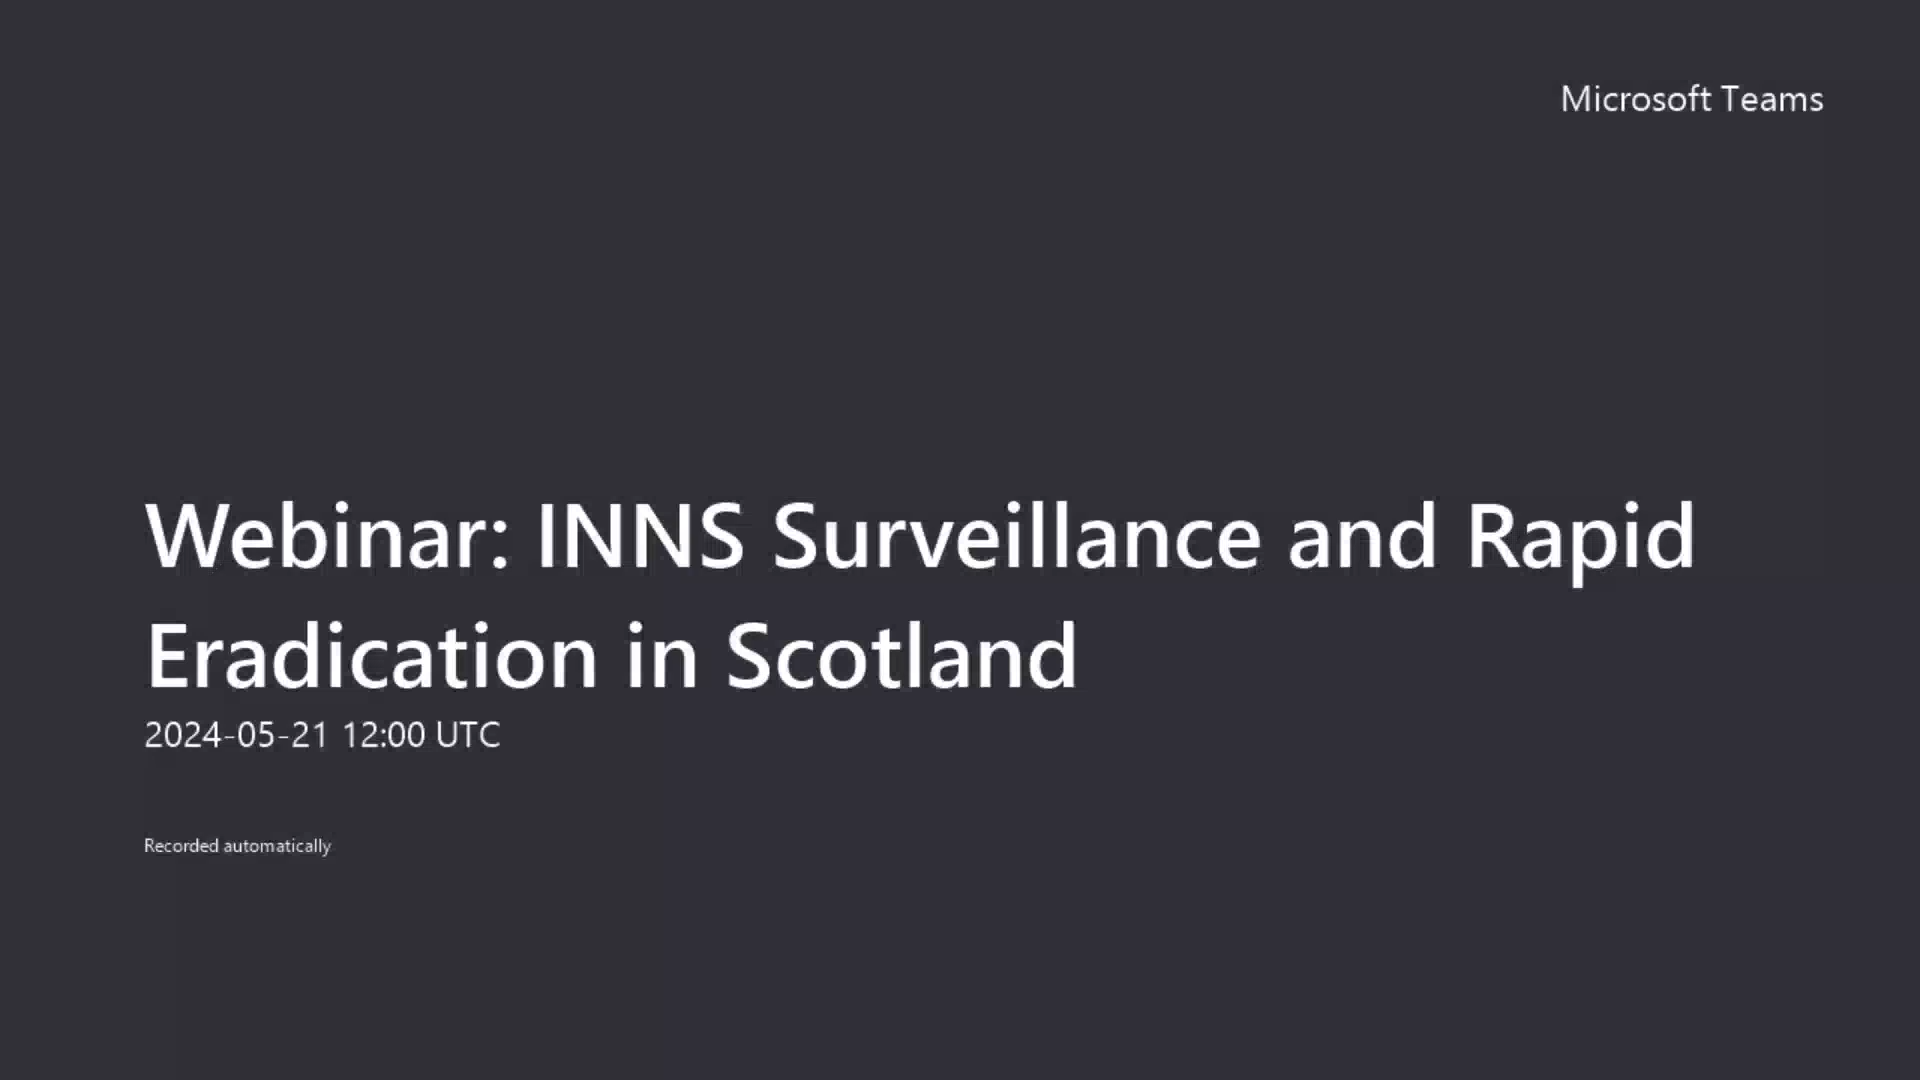 Microsoft Teams
Webinar: INNS Surveillance and Rapid
Eradication in Scotland
2024-05-21 12:00 UTC
Recorded automatically